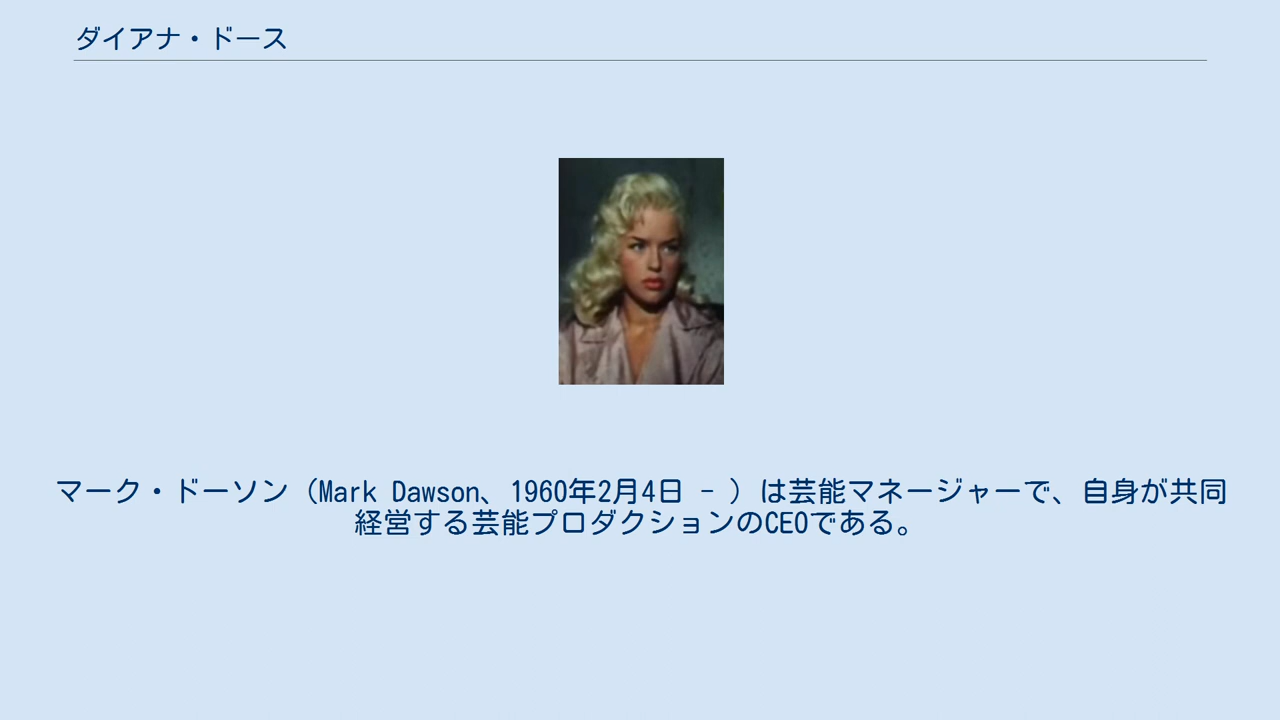 ダイアナ・ドース
マーク・ドーソン（Mark Dawson、1960年2月4日 - ）は芸能マネージャーで、自身が共同
経営する芸能プロダクションのCEOである。